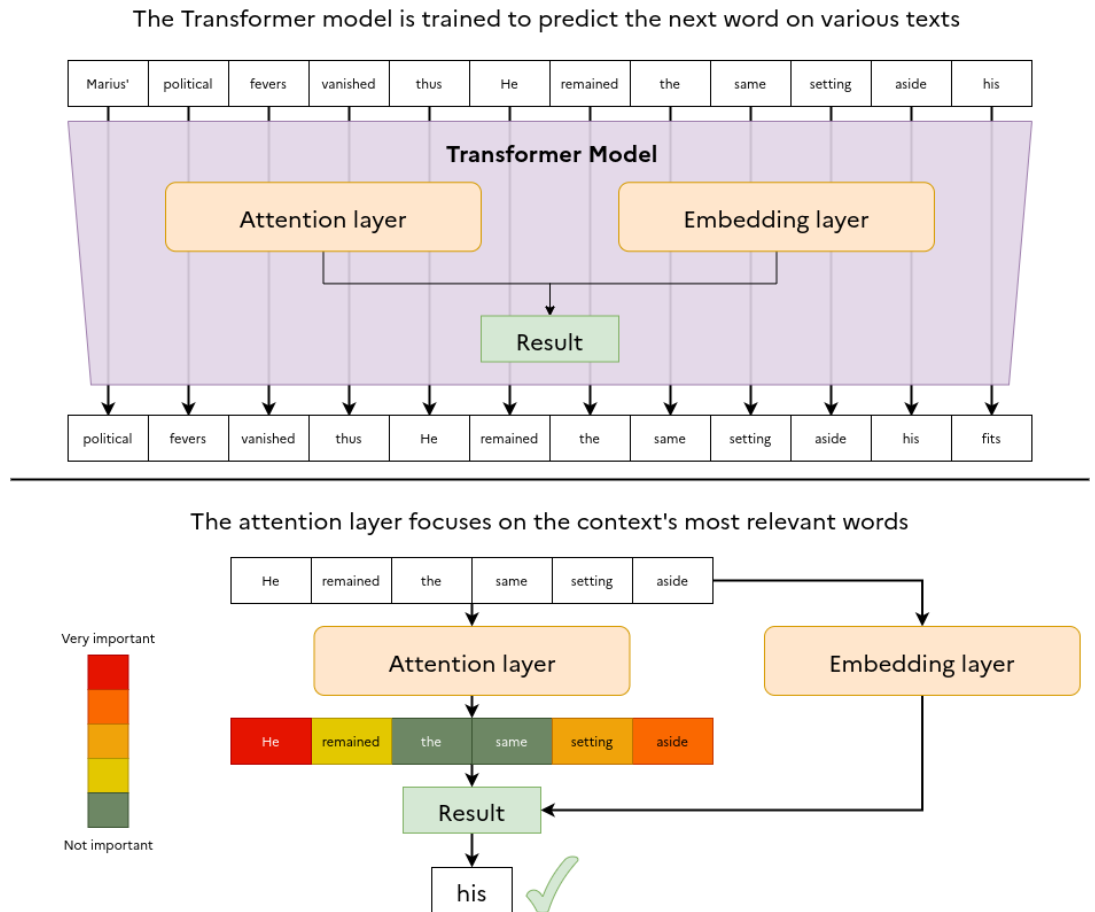 The Transformer model is trained to predict the next word on various texts
Marius' political fevers vanished thus He remained the same setting aside his
Transformer Model
Attention layer Embedding layer
Result
political fevers vanished thus He remained the same setting aside his fits
The attention layer focuses on the context's most relevant words
He remained the same setting aside
Very important
Attention layer Embedding layer
He remained the same setting aside
Result
Not important
his